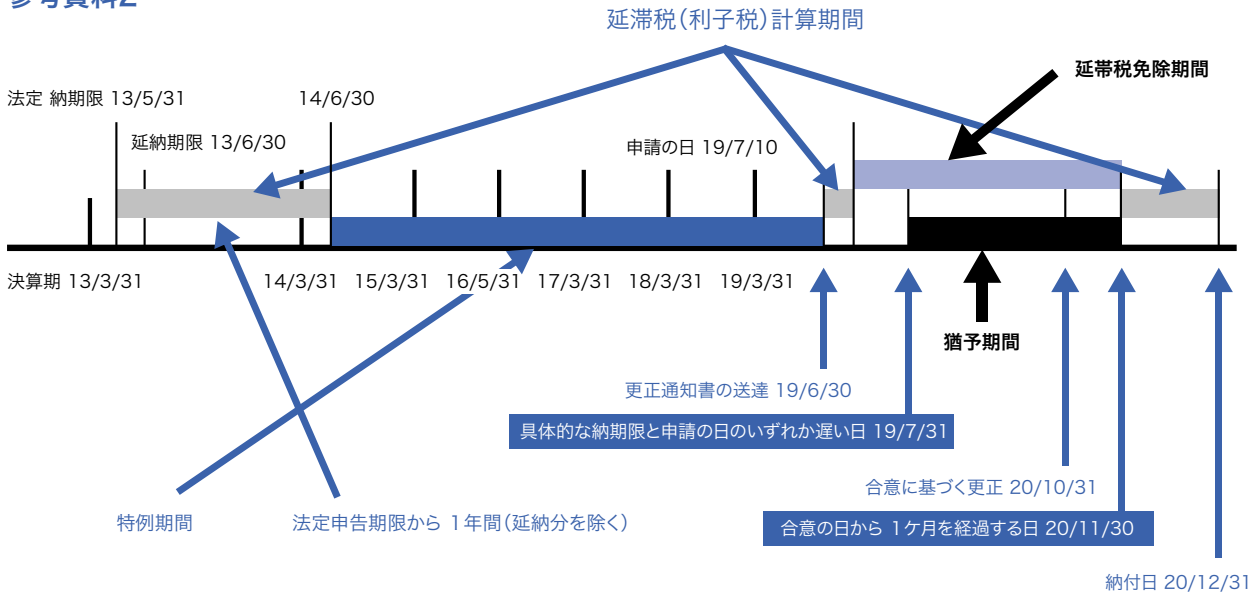 参考資料2
延滞税（利子税）計算期間
延帯税免除期間
法定 納期限 13/5/31
14/6/30
延納期限 13/6/30
申請の日 19/7/10
決算期 13/3/31
14/3/31
15/3/31
16/5/31
17/3/31
18/3/31
19/3/31
猶予期間
更正通知書の送達 19/6/30
具体的な納期限と申請の日のいずれか遅い日 19/7/31
合意に基づく更正 20/10/31
特例期間
法定申告期限から 1年間（延納分を除く）
合意の日から 1ケ月を経過する日 20/11/30
納付日 20/12/31